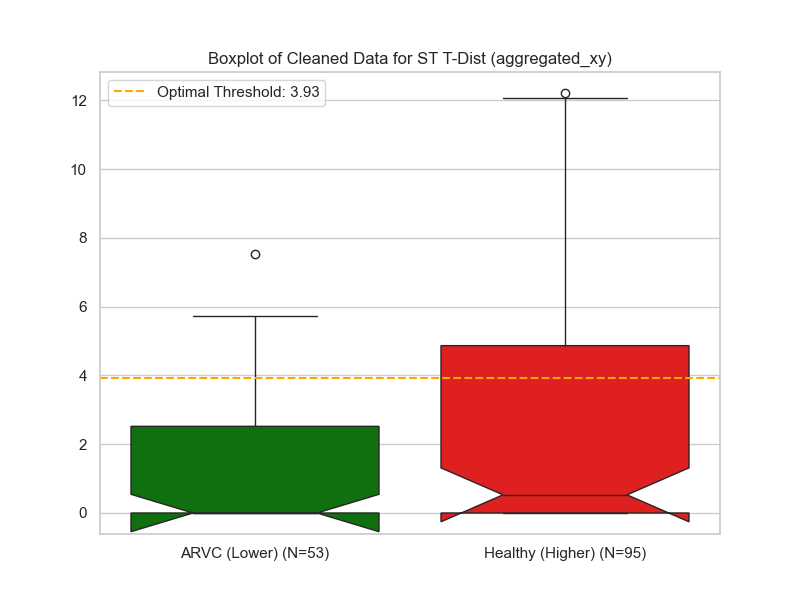 Boxplot of Cleaned Data for ST T-Dist (aggregated_xy)
Optimal Threshold: 3.93
12
10
8
6
4
2
0
ARVC (Lower) (N=53)
Healthy (Higher) (N=95)